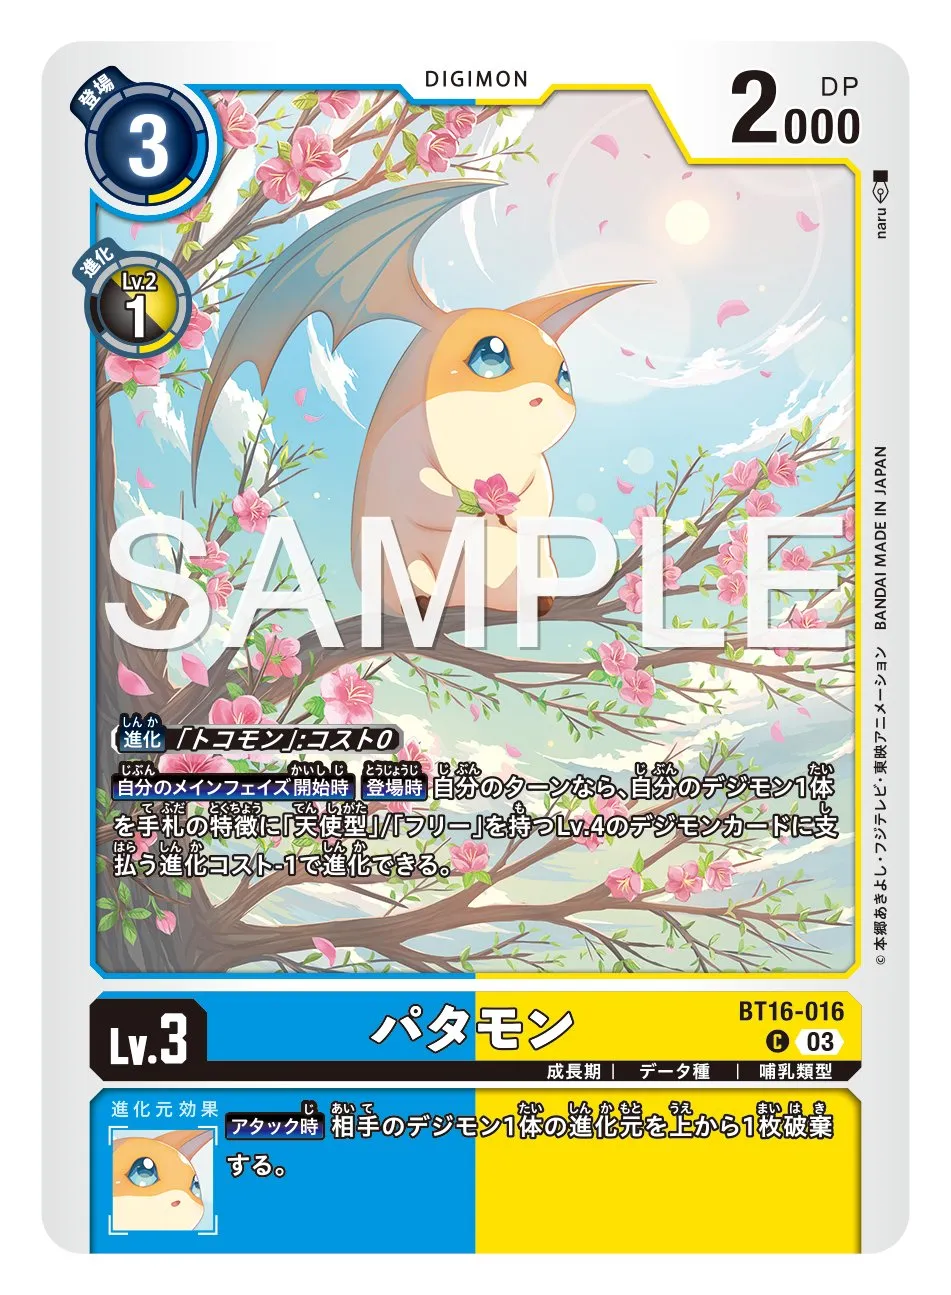 DIGIMON
登場
3
DP
2000
進化
Lv.2
1
naru
SAMPLE
BANDAI MADE IN JAPAN
©本郷あきよし・フジテレビ・東映アニメーション
進化 「トコモン」:コスト0
自分のメインフェイズ開始時 登場時 自分のターンなら、自分のデジモン1体
を手札の特徴に「天使型」/「フリー」を持つLv.4のデジモンカードに支
払う進化コスト-1で進化できる。
Lv.3
パタモン
BT16-016
C 03
成長期 | データ種 | 哺乳類型
進化元効果
アタック時 相手のデジモン1体の進化元を上から1枚破棄
する。